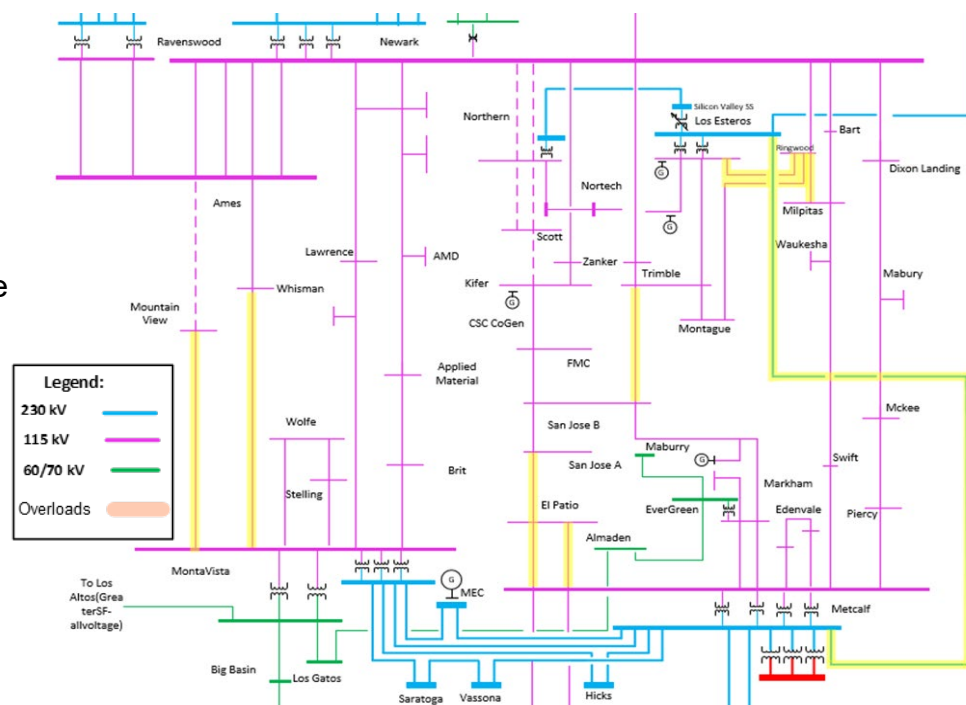 Ravenswood
Newark
Silicon Valley SS
Los Esteros
Northern
Bart
Ringwood
Dixon Landing
Nortech
Ames
Milpitas
Scott
Waukesha
Lawrence
AMD
Zanker
Trimble
Mabury
e
Whisman
Kifer
Mountain
View
G
G
G
CSC CoGen
Montague
FMC
Applied
Material
Legend:
230 kV
115 kV
60/70 kV
Overloads
Wolfe
Mckee
San Jose B
Maburry
San Jose A
G
Swift
Brit
Stelling
Markham
El Patio
EverGreen
Edenvale
Piercy
Almaden
MontaVista
To Los
Altos(Grea
terSF-
allvoltage)
G
MEC
Metcalf
Big Basin
Los Gatos
Saratoga
Vassona
Hicks